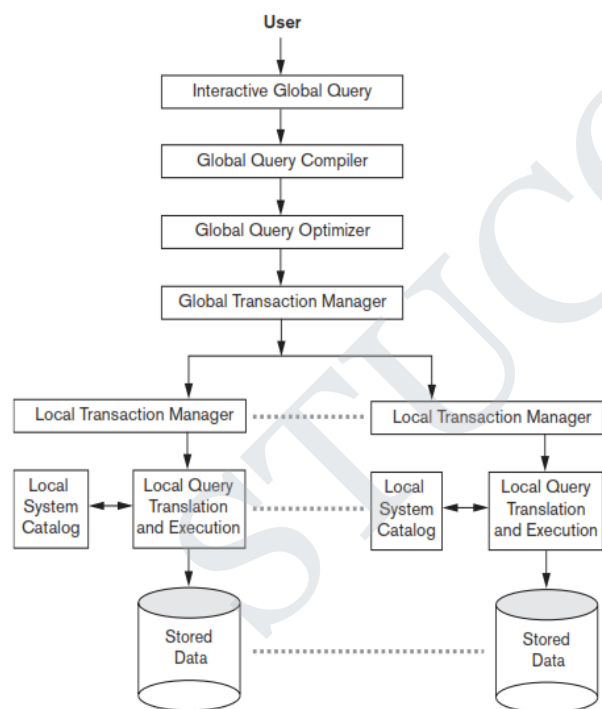 User
Interactive Global Query
Global Query Compiler
Global Query Optimizer
Global Transaction Manager
Local Transaction Manager
Local Transaction Manager
Local
System
Catalog
Local Query
Translation
and Execution
Local
System
Catalog
Local Query
Translation
and Execution
Stored
Data
Stored
Data
STUC